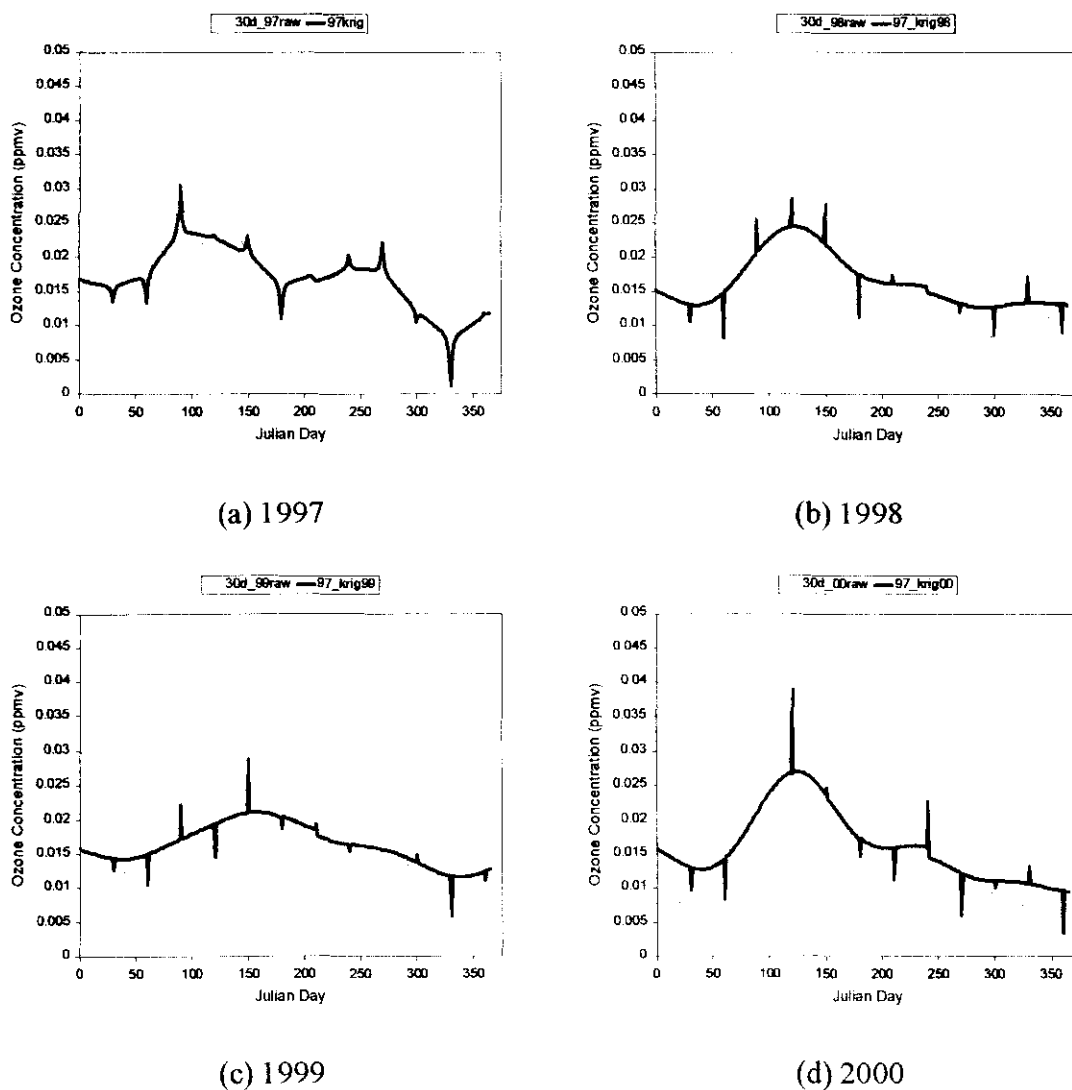 30d_97raw 97krig
0.05
0.045
0.04
0.035
0.03
0.025
0.02
0.015
0.01
0.005
0
Ozone Concentration (ppmv)
0 50 100 150 200 250 300 350
Julian Day
(a) 1997
30d_98raw 97_krig98
0.05
0.045
0.04
0.035
0.03
0.025
0.02
0.015
0.01
0.005
0
Ozone Concentration (ppmv)
0 50 100 150 200 250 300 350
Julian Day
(b) 1998
30d_99raw 97_krig99
0.05
0.045
0.04
0.035
0.03
0.025
0.02
0.015
0.01
0.005
0
Ozone Concentration (ppmv)
0 50 100 150 200 250 300 350
Julian Day
(c) 1999
30d_00raw 97_krig00
0.05
0.045
0.04
0.035
0.03
0.025
0.02
0.015
0.01
0.005
0
Ozone Concentration (ppmv)
0 50 100 150 200 250 300 350
Julian Day
(d) 2000